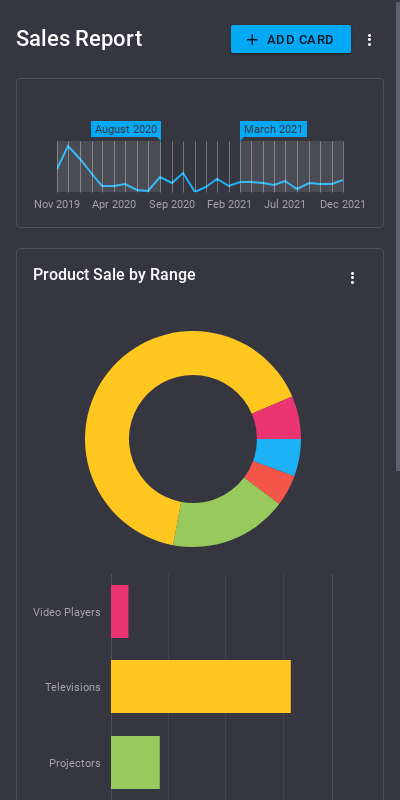 Sales Report
+ ADD CARD
August 2020
March 2021
Nov 2019 Apr 2020 Sep 2020 Feb 2021 Jul 2021 Dec 2021
Product Sale by Range
Video Players
Televisions
Projectors